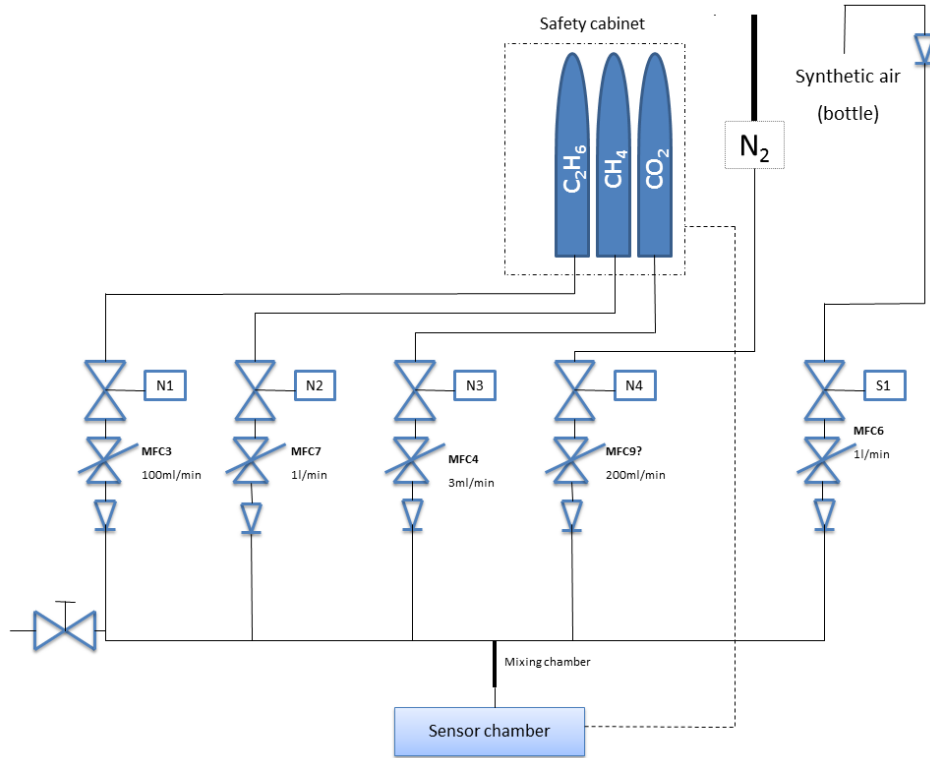 Safety cabinet
Synthetic air
(bottle)
C₂H₆
CH₄
CO₂
N₂
N1
N2
N3
N4
S1
MFC3
100ml/min
MFC7
1l/min
MFC4
3ml/min
MFC9?
200ml/min
MFC6
1l/min
Mixing chamber
Sensor chamber